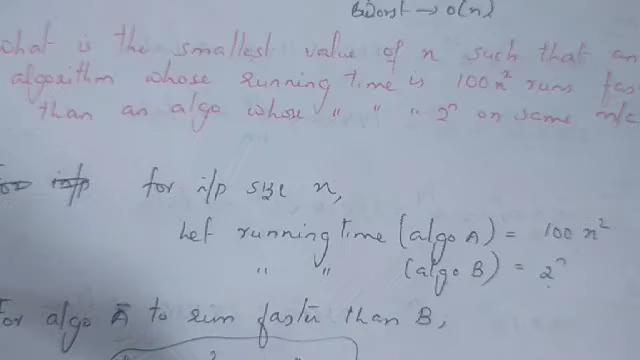 Bworst → O(n)
what is the smallest value of n such that an
algorithm whose running time is 100n² runs fas
than an algo whose " " " 2ⁿ on same m/c
for i/p size n,
Let running time (algo A) = 100 n²
" " (algo B) = 2ⁿ
For algo A to run faster than B,